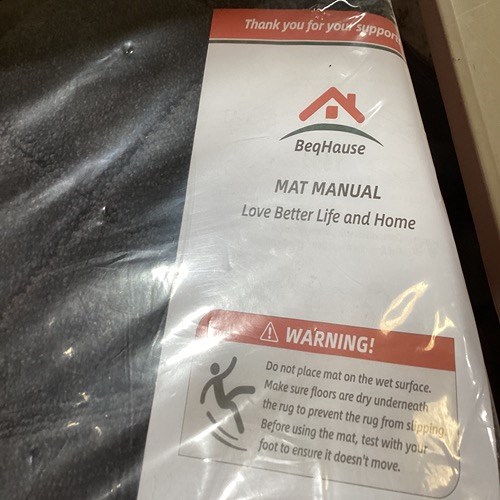 Thank you for your support
BeqHause
MAT MANUAL
Love Better Life and Home
WARNING!
Do not place mat on the wet surface.
Make sure floors are dry underneath
the rug to prevent the rug from slipping.
Before using the mat, test with your
foot to ensure it doesn't move.